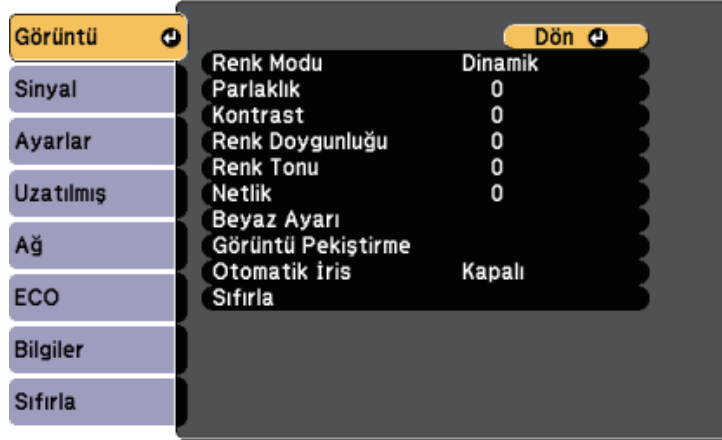 Görüntü
Sinyal
Ayarlar
Uzatılmış
Ağ
ECO
Bilgiler
Sıfırla
Dön
Renk Modu Dinamik
Parlaklık 0
Kontrast 0
Renk Doygunluğu 0
Renk Tonu 0
Netlik 0
Beyaz Ayarı
Görüntü Pekiştirme
Otomatik İris Kapalı
Sıfırla